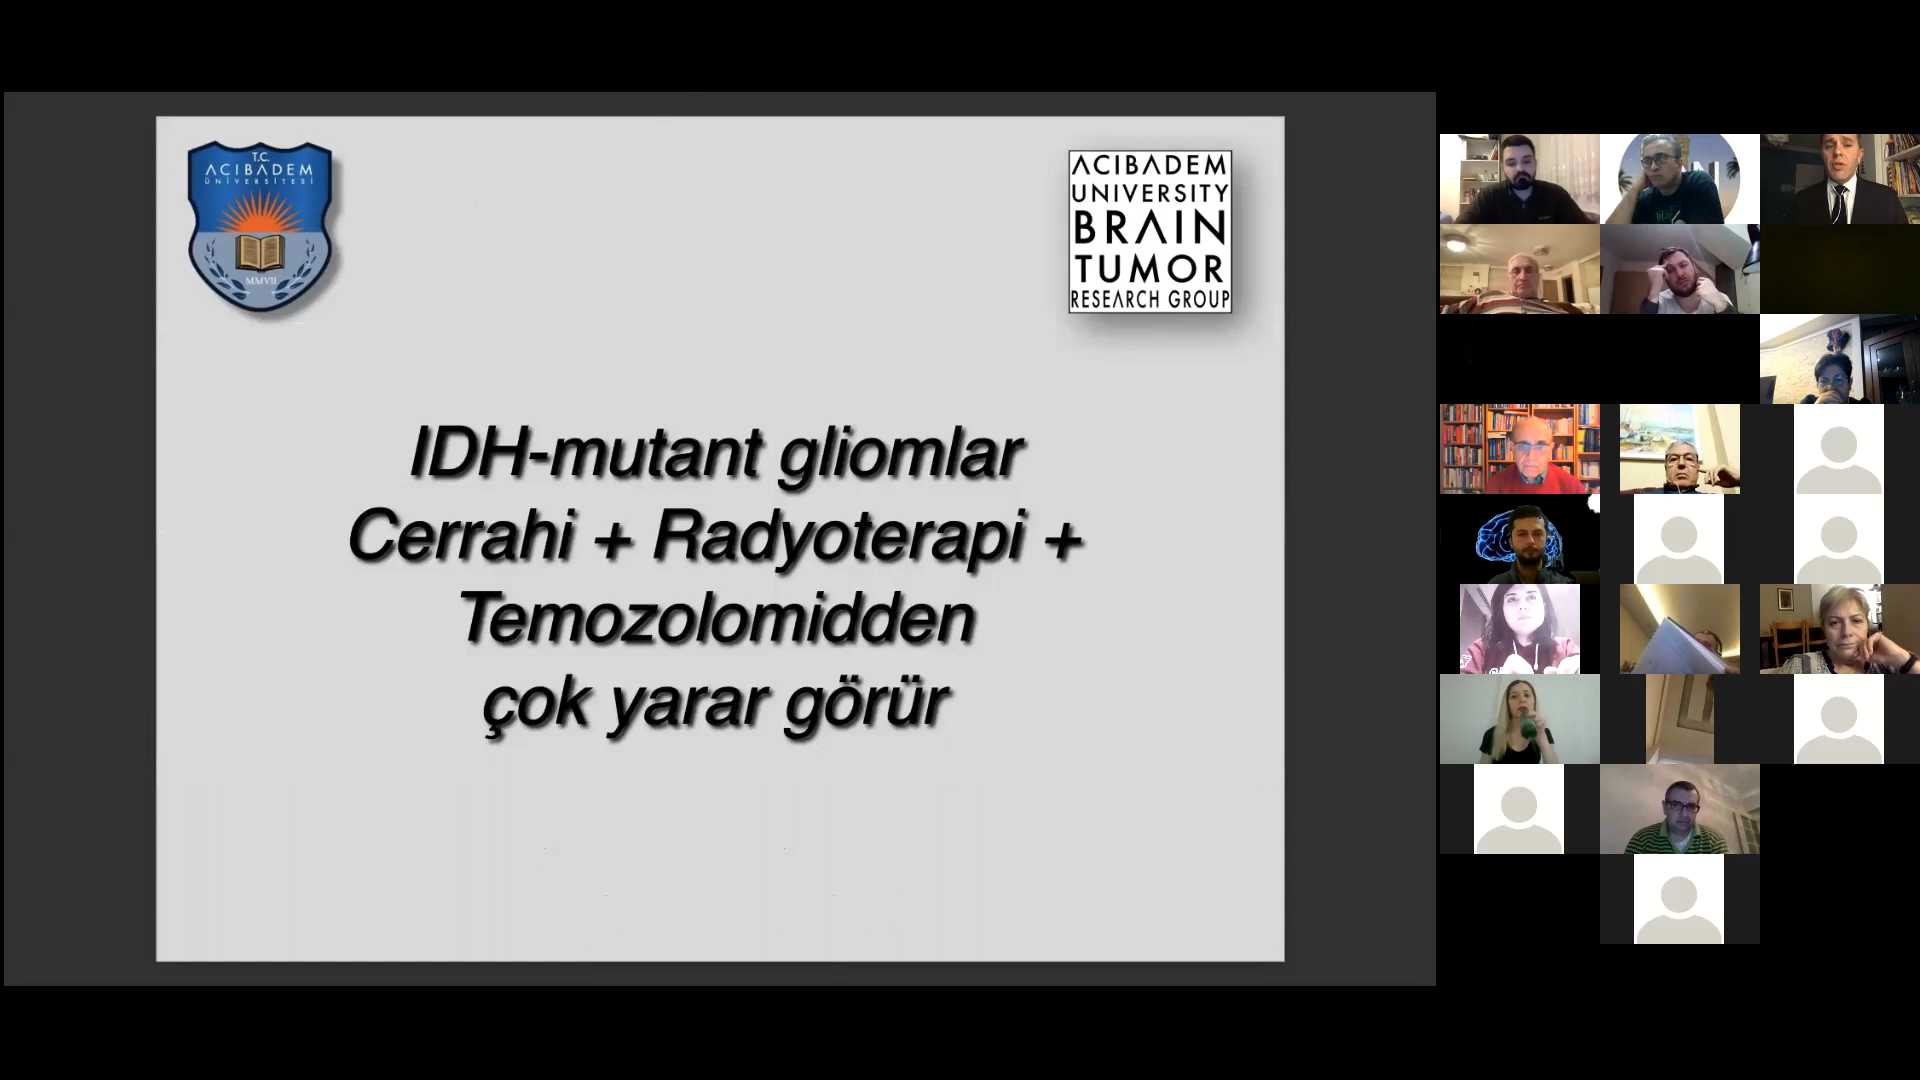 T.C.
ACIBADEM
ÜNİVERSİTESİ
MMVII
ACIBADEM
UNIVERSITY
BRAIN
TUMOR
RESEARCH GROUP
IDH-mutant gliomlar
Cerrahi + Radyoterapi +
Temozolomidden
çok yarar görür